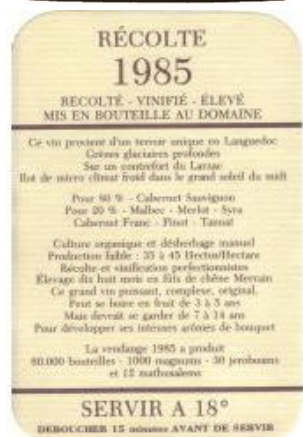 RÉCOLTE
1985
RECOLTÉ - VINIFIÉ - ÉLEVÉ
MIS EN BOUTEILLE AU DOMAINE
Ce vin provient d'un terroir unique en Languedoc
Grèzes glaciaires profondes
Sur un contrefort du Larzac
Ilot de micro climat froid dans le grand soleil du midi
Pour 80 % - Cabernet Sauvignon
Pour 20 % - Malbec - Merlot - Syra
Cabernet Franc - Pinot - Tannat
Culture organique et désherbage manuel
Production faible : 35 à 45 Hectos/Hectare
Récolte et vinification perfectionnistes
Élevage dix huit mois en fûts de chêne Merrain
Ce grand vin puissant, complexe, original,
Peut se boire en fruit de 3 à 5 ans
Mais devrait se garder de 7 à 14 ans
Pour développer ses intenses arômes de bouquet
La vendange 1985 a produit
60.000 bouteilles - 1000 magnums - 50 jeroboams
et 12 mathusalems
SERVIR A 18°
DEBOUCHER 15 minutes AVANT DE SERVIR